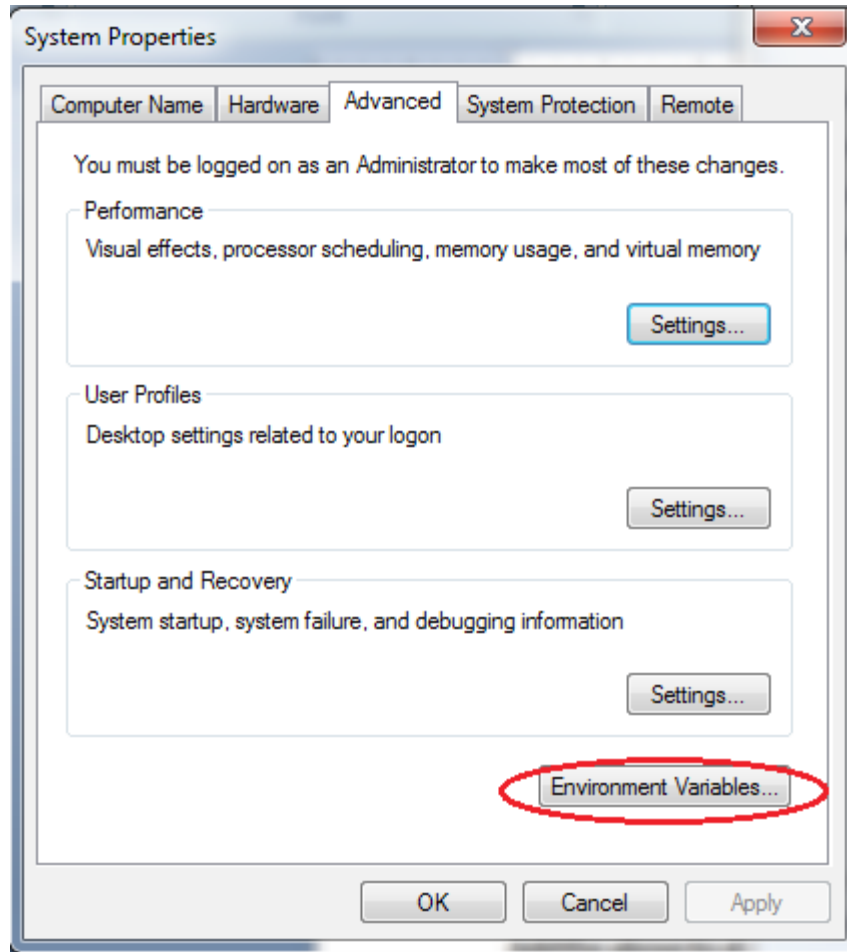 System Properties
Computer Name
Hardware
Advanced
System Protection
Remote
You must be logged on as an Administrator to make most of these changes.
Performance
Visual effects, processor scheduling, memory usage, and virtual memory
Settings...
User Profiles
Desktop settings related to your logon
Settings...
Startup and Recovery
System startup, system failure, and debugging information
Settings...
Environment Variables...
OK
Cancel
Apply